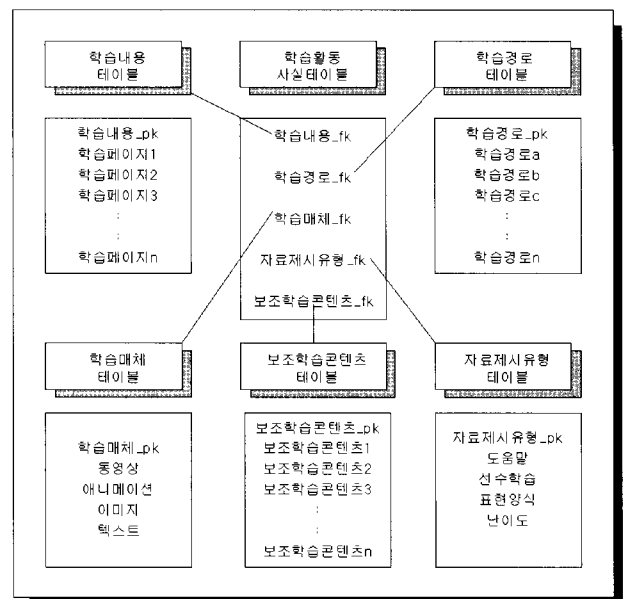 학습내용
테이블
학습활동
사실테이블
학습경로
테이블
학습내용_pk
학습페이지1
학습페이지2
학습페이지3
:
:
학습페이지n
학습내용_fk
학습경로_fk
학습매체_fk
자료제시유형_fk
보조학습콘텐츠_fk
학습경로_pk
학습경로a
학습경로b
학습경로c
:
:
학습경로n
학습매체
테이블
보조학습콘텐츠
테이블
자료제시유형
테이블
학습매체_pk
동영상
애니메이션
이미지
텍스트
보조학습콘텐츠_pk
보조학습콘텐츠1
보조학습콘텐츠2
보조학습콘텐츠3
:
:
보조학습콘텐츠n
자료제시유형_pk
도움말
선수학습
표현양식
난이도